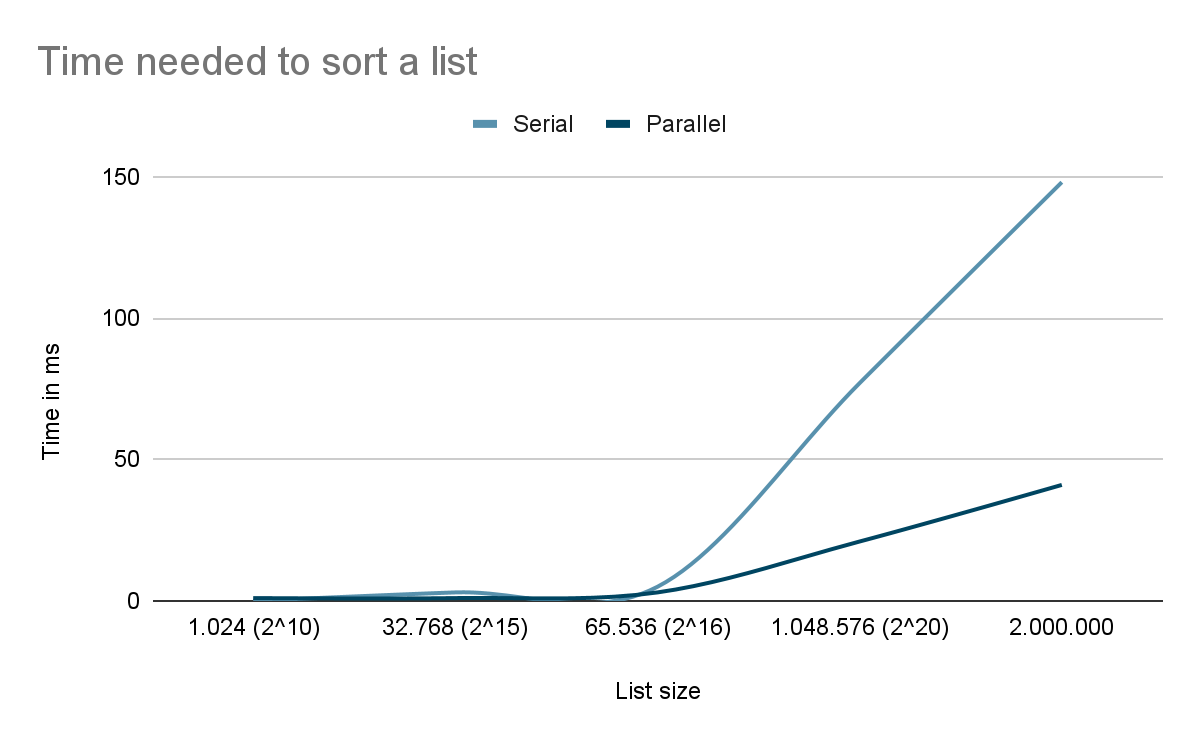 Time needed to sort a list
Serial Parallel
150
100
50
0
Time in ms
1.024 (2^10) 32.768 (2^15) 65.536 (2^16) 1.048.576 (2^20) 2.000.000
List size